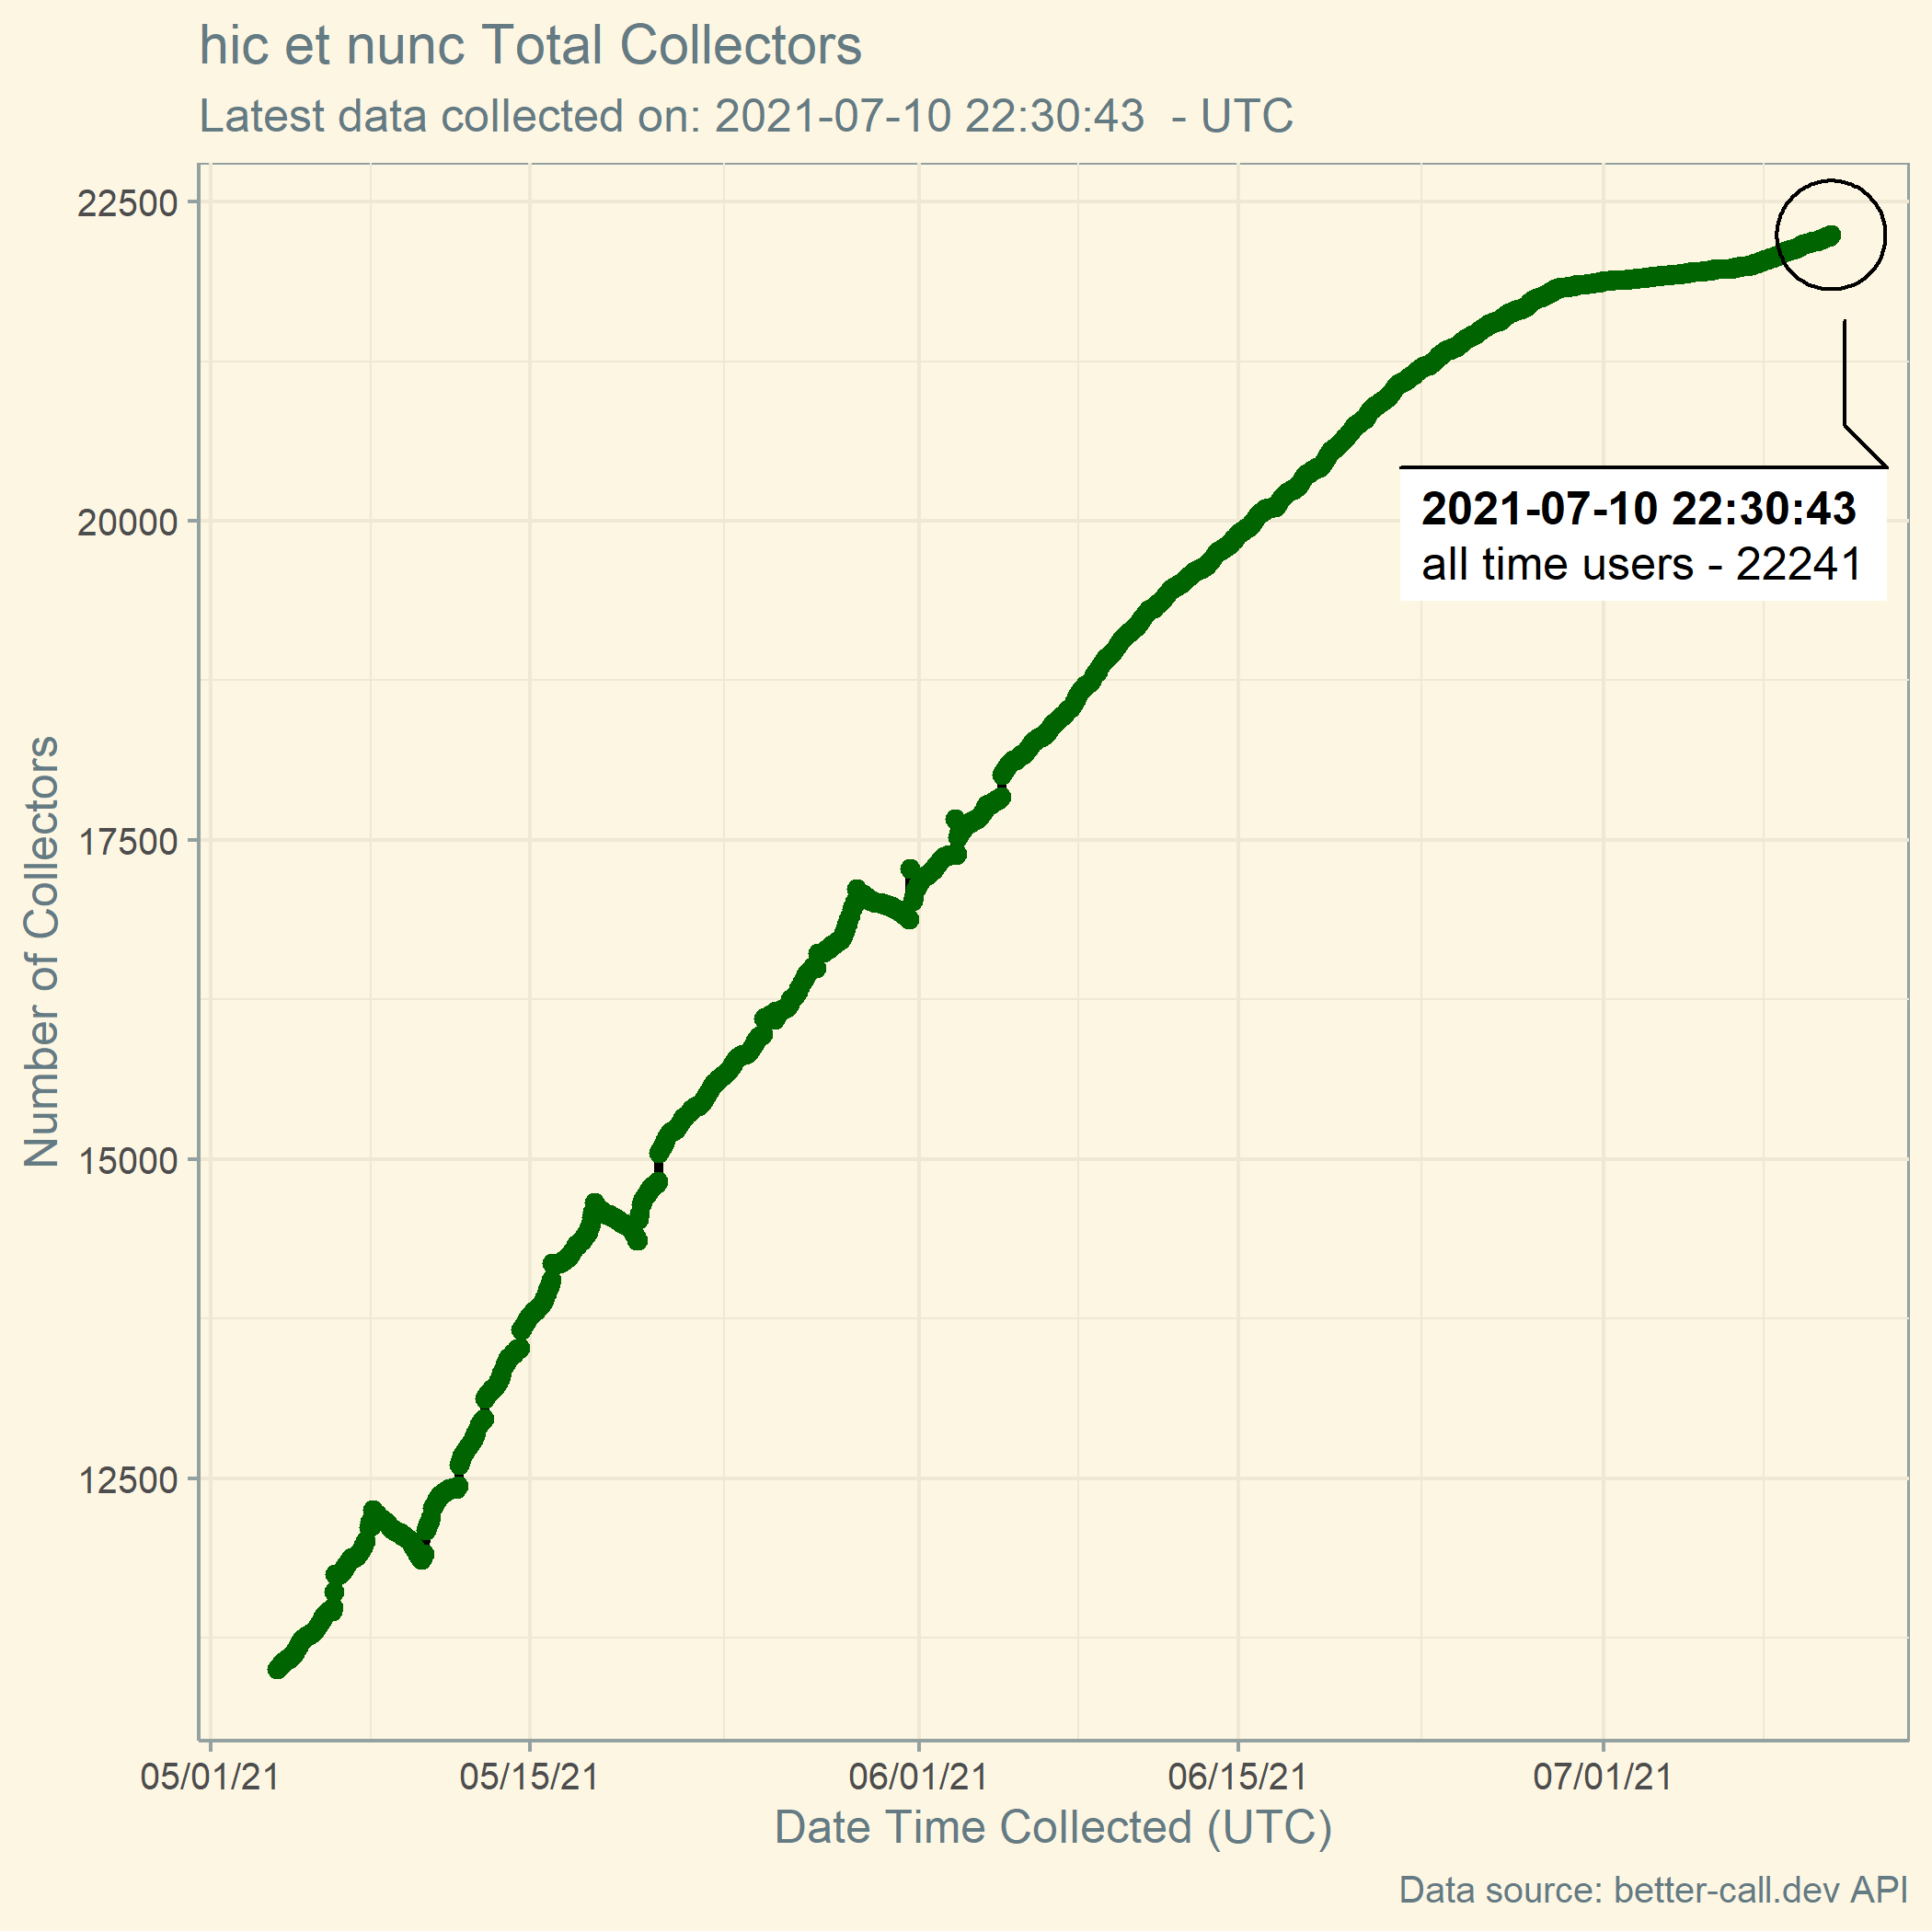 hic et nunc Total Collectors
Latest data collected on: 2021-07-10 22:30:43  - UTC
22500
20000
17500
15000
12500
Number of Collectors
2021-07-10 22:30:43
all time users - 22241
05/01/21 05/15/21 06/01/21 06/15/21 07/01/21
Date Time Collected (UTC)
Data source: better-call.dev API